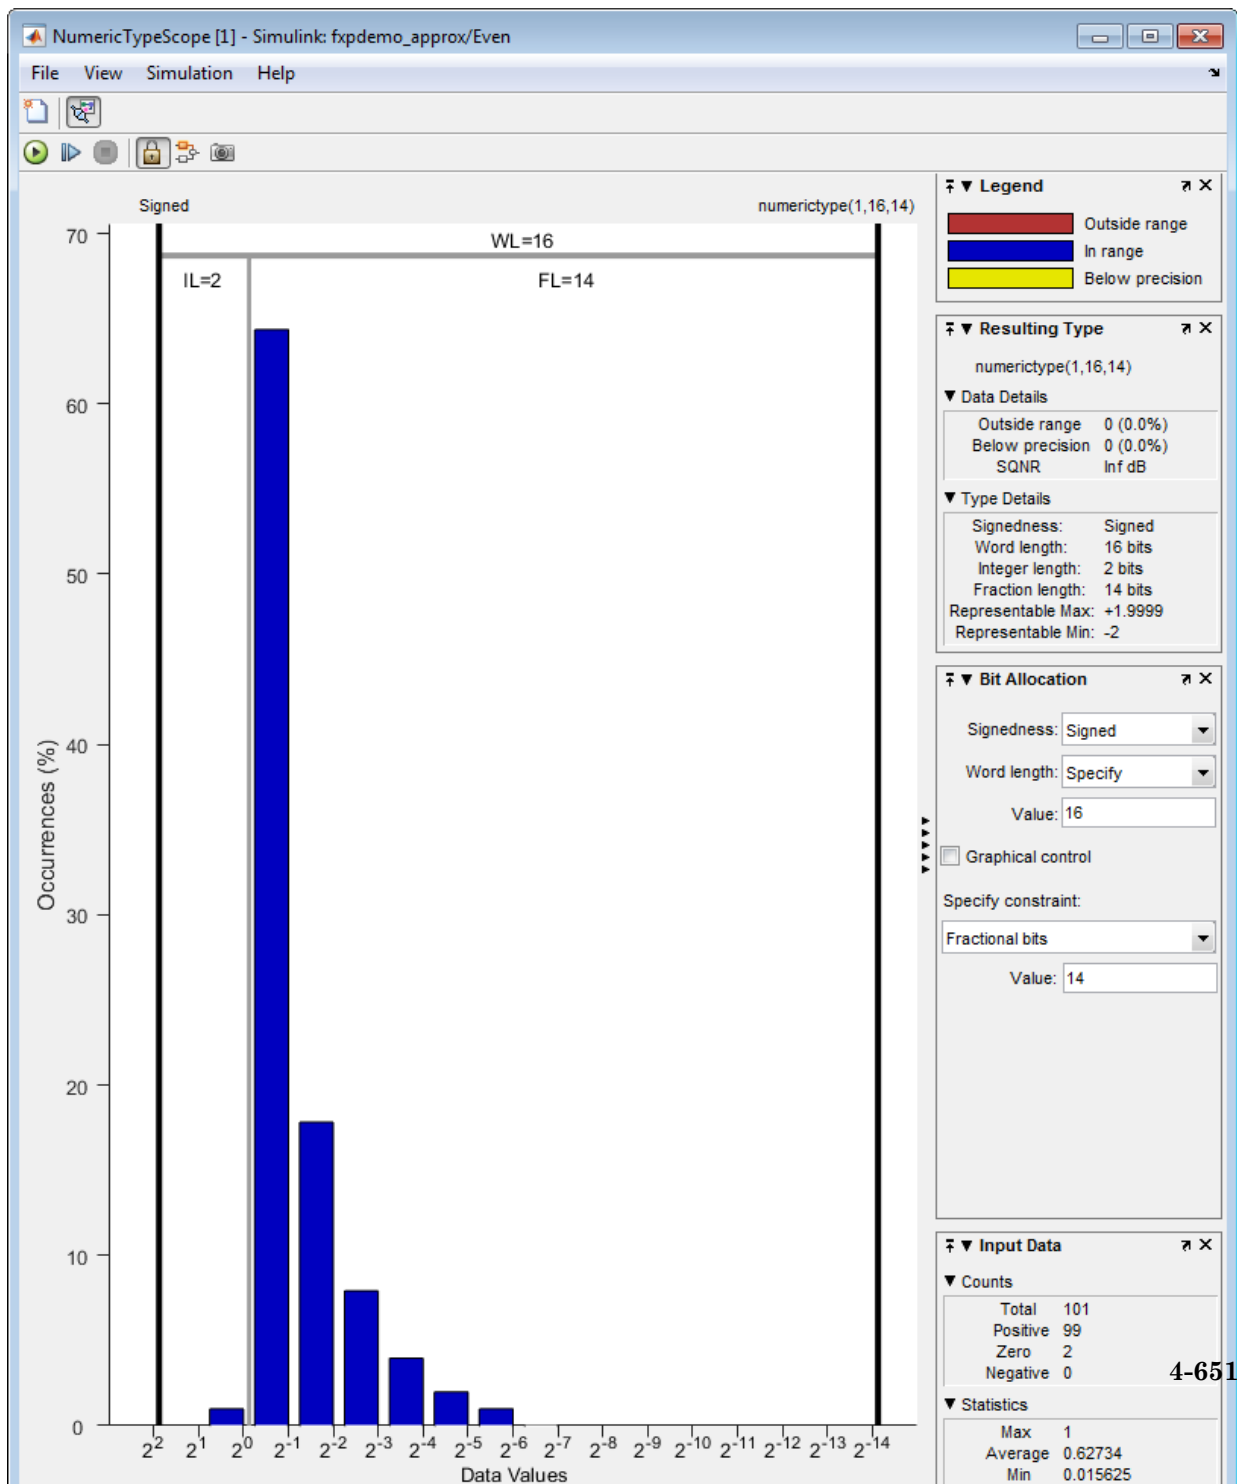 NumericTypeScope [1] - Simulink: fxpdemo_approx/Even
File View Simulation Help
Signed numerictype(1,16,14)
WL=16
IL=2 FL=14
70
60
50
40
30
20
10
0
Occurrences (%)
2^2 2^1 2^0 2^-1 2^-2 2^-3 2^-4 2^-5 2^-6 2^-7 2^-8 2^-9 2^-10 2^-11 2^-12 2^-13 2^-14
Data Values
Legend
Outside range
In range
Below precision
Resulting Type
numerictype(1,16,14)
Data Details
Outside range 0 (0.0%)
Below precision 0 (0.0%)
SQNR Inf dB
Type Details
Signedness: Signed
Word length: 16 bits
Integer length: 2 bits
Fraction length: 14 bits
Representable Max: +1.9999
Representable Min: -2
Bit Allocation
Signedness: Signed
Word length: Specify
Value: 16
Graphical control
Specify constraint:
Fractional bits
Value: 14
Input Data
Counts
Total 101
Positive 99
Zero 2
Negative 0
4-651
Statistics
Max 1
Average 0.62734
Min 0.015625